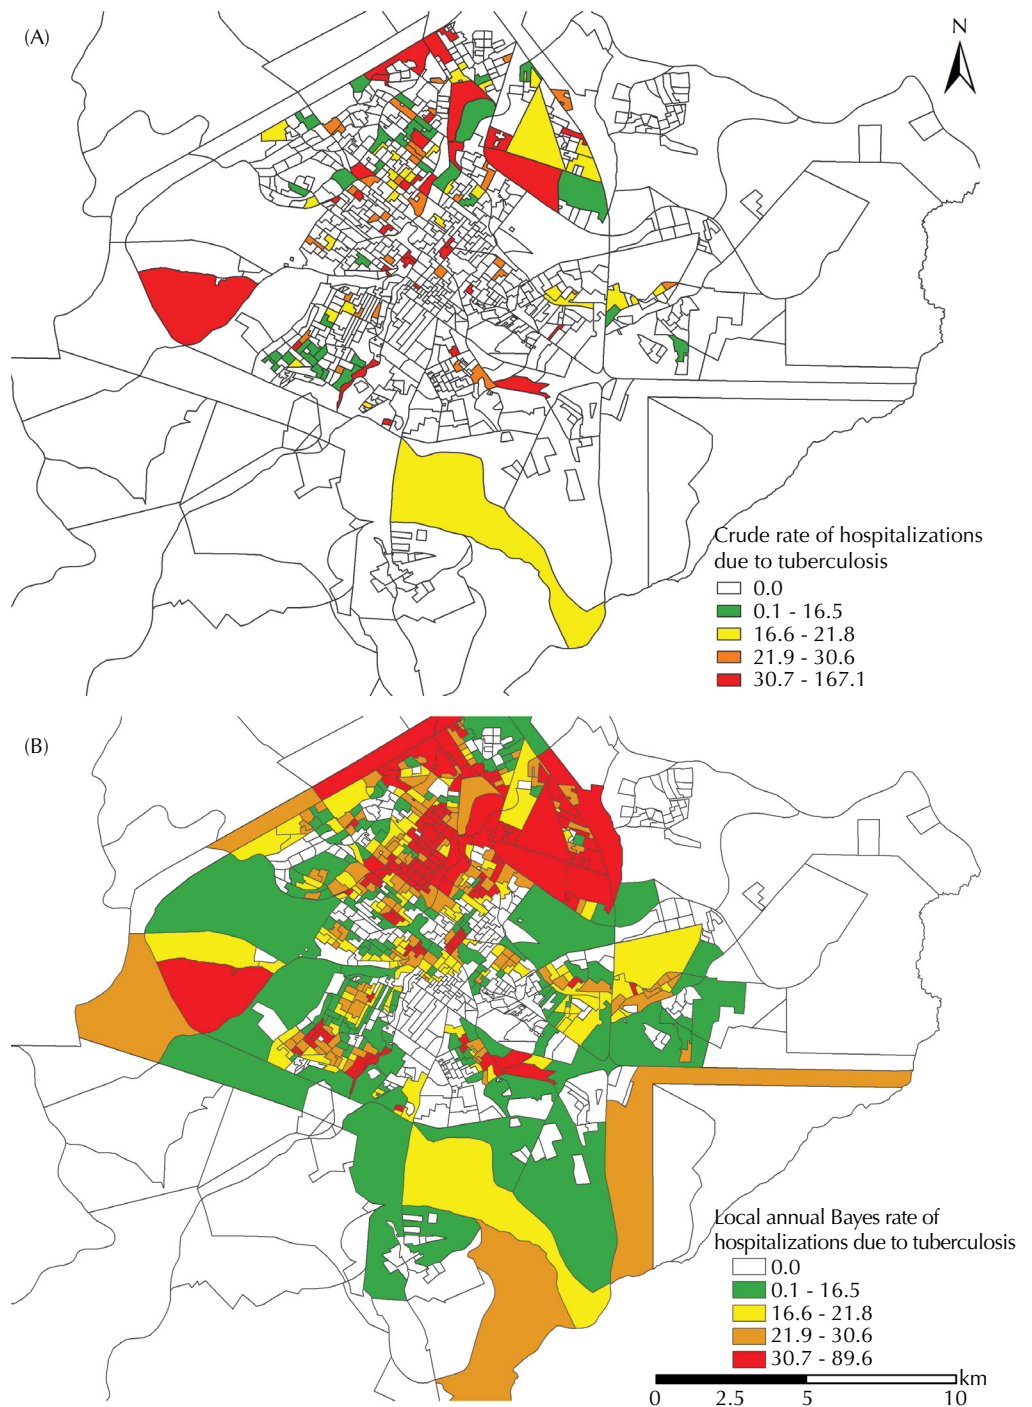 (A)
N
Crude rate of hospitalizations
due to tuberculosis
0.0
0.1 - 16.5
16.6 - 21.8
21.9 - 30.6
30.7 - 167.1
(B)
Local annual Bayes rate of
hospitalizations due to tuberculosis
0.0
0.1 - 16.5
16.6 - 21.8
21.9 - 30.6
30.7 - 89.6
km
0 2.5 5 10